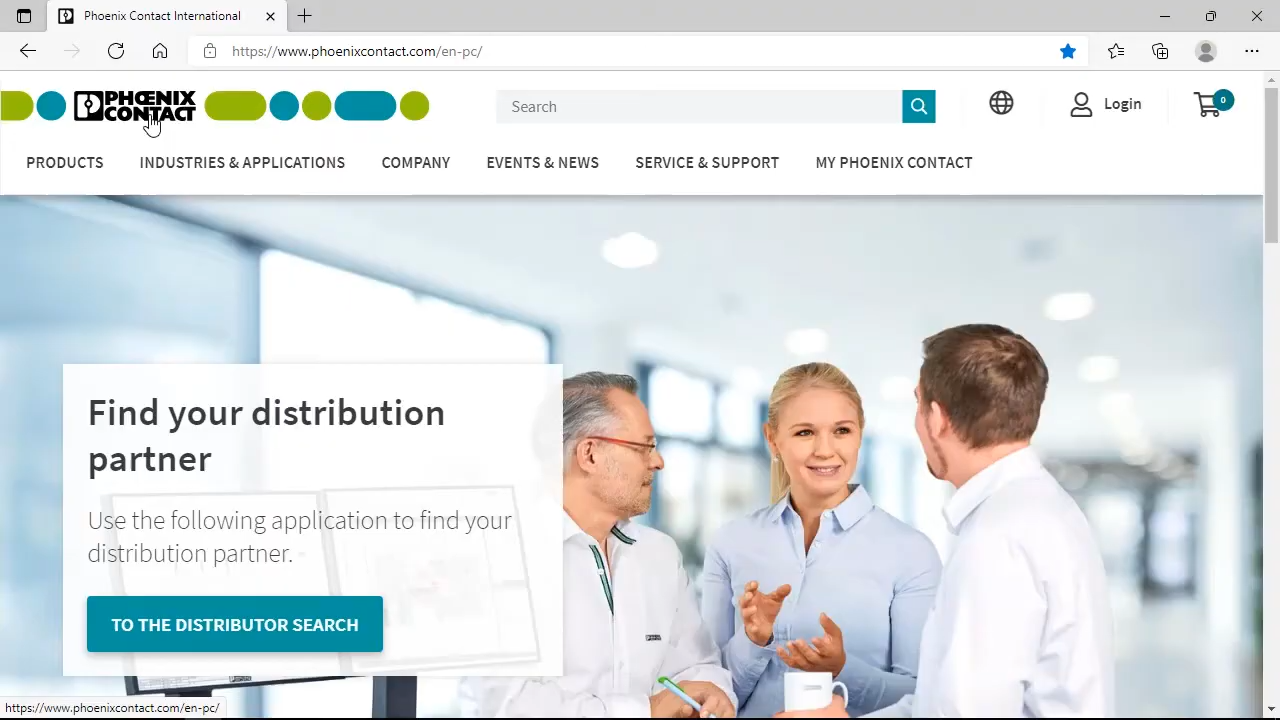 Phoenix Contact International
https://www.phoenixcontact.com/en-pc/
PHŒNIX
CONTACT
Search
Login
0
PRODUCTS
INDUSTRIES & APPLICATIONS
COMPANY
EVENTS & NEWS
SERVICE & SUPPORT
MY PHOENIX CONTACT
Find your distribution
partner
Use the following application to find your
distribution partner.
TO THE DISTRIBUTOR SEARCH
https://www.phoenixcontact.com/en-pc/